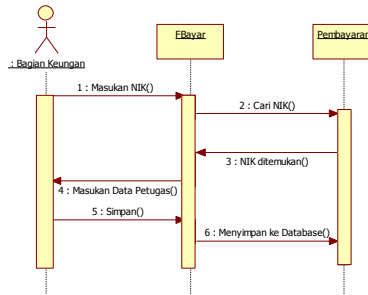 : Bagian Keungan
FBayar
Pembayaran
1 : Masukan NIK()
2 : Cari NIK()
3 : NIK ditemukan()
4 : Masukan Data Petugas()
5 : Simpan()
6 : Menyimpan ke Database()